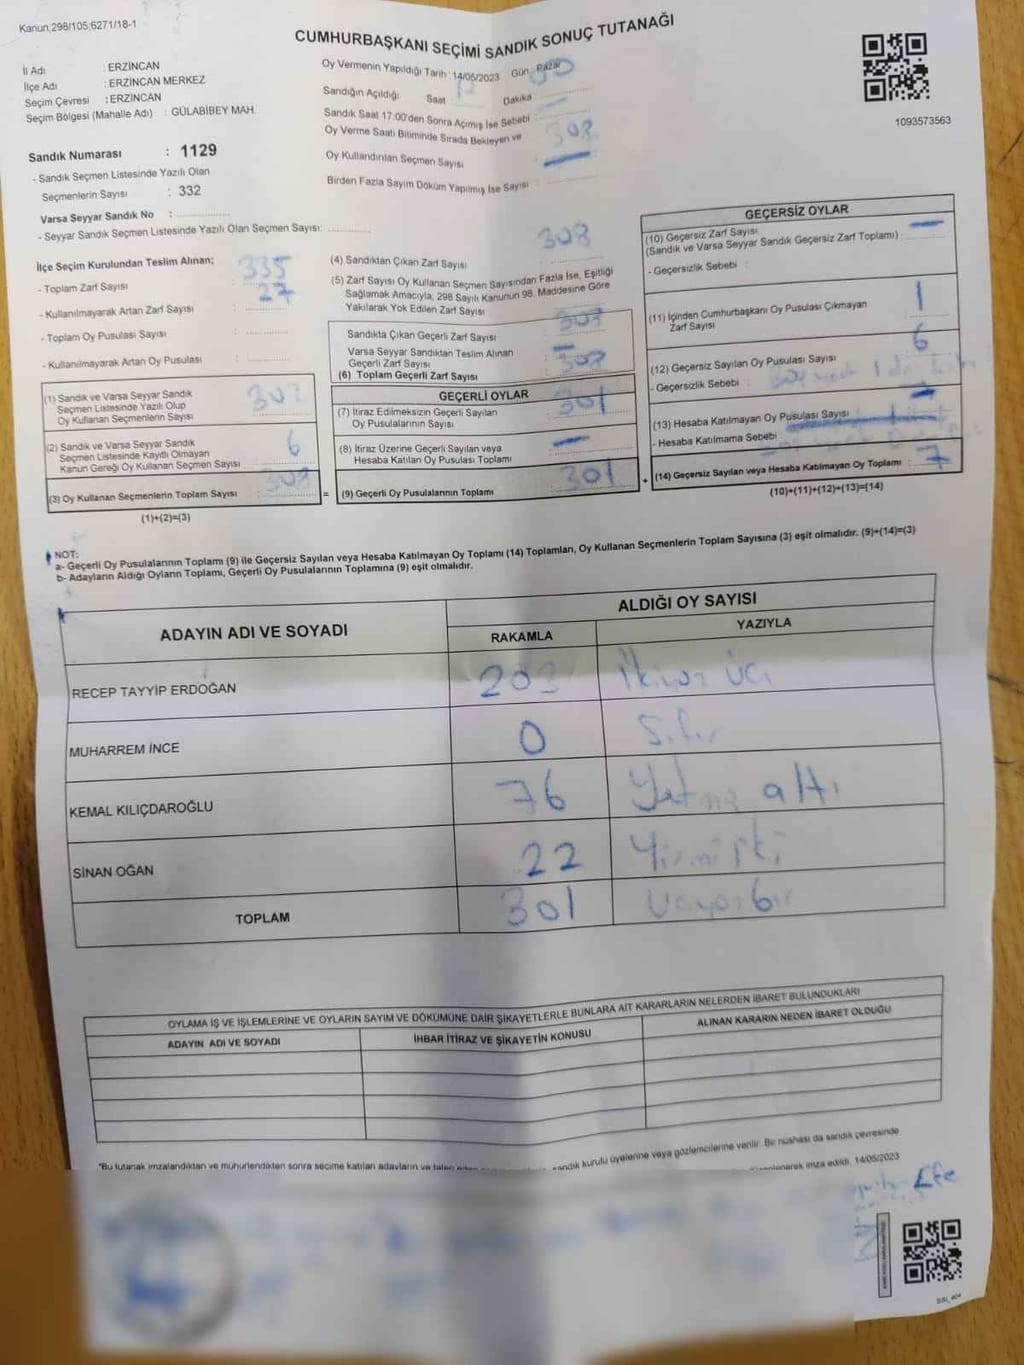 Kanun:298/105;6271/18-1
CUMHURBAŞKANI SEÇİMİ SANDIK SONUÇ TUTANAĞI
İl Adı : ERZİNCAN
İlçe Adı : ERZİNCAN MERKEZ
Seçim Çevresi : ERZİNCAN
Seçim Bölgesi (Mahalle Adı) : GÜLABİBEY MAH.
Sandık Numarası : 1129
- Sandık Seçmen Listesinde Yazılı Olan
Seçmenlerin Sayısı : 332
Varsa Seyyar Sandık No :
- Seyyar Sandık Seçmen Listesinde Yazılı Olan Seçmen Sayısı:
Oy Vermenin Yapıldığı Tarih : 14/05/2023 Gün : Pazar
Sandığın Açıldığı Saat Dakika
Sandık Saat 17:00'den Sonra Açımış İse Sebebi :
Oy Verme Saati Bitiminde Sırada Bekleyen ve
Oy Kullandırılan Seçmen Sayısı
Birden Fazla Sayım Döküm Yapılmış İse Sayısı :
1093573563
İlçe Seçim Kurulundan Teslim Alınan;
- Toplam Zarf Sayısı : 335
- Kullanılmayarak Artan Zarf Sayısı : 27
- Toplam Oy Pusulası Sayısı :
- Kullanılmayarak Artan Oy Pusulası :
(1) Sandık ve Varsa Seyyar Sandık
Seçmen Listesinde Yazılı Olup
Oy Kullanan Seçmenlerin Sayısı 302
(2) Sandık ve Varsa Seyyar Sandık
Seçmen Listesinde Kayıtlı Olmayan
Kanun Gereği Oy Kullanan Seçmen Sayısı 6
(3) Oy Kullanan Seçmenlerin Toplam Sayısı 308 =
(1)+(2)=(3)
(4) Sandıktan Çıkan Zarf Sayısı 308
(5) Zarf Sayısı Oy Kullanan Seçmen Sayısından Fazla İse, Eşitliği
Sağlamak Amacıyla, 298 Sayılı Kanunun 98. Maddesine Göre
Yakılarak Yok Edilen Zarf Sayısı
Sandıkta Çıkan Geçerli Zarf Sayısı 308
Varsa Seyyar Sandıktan Teslim Alınan
Geçerli Zarf Sayısı
(6) Toplam Geçerli Zarf Sayısı 308
GEÇERLİ OYLAR
(7) İtiraz Edilmeksizin Geçerli Sayılan
Oy Pusulalarının Sayısı 301
(8) İtiraz Üzerine Geçerli Sayılan veya
Hesaba Katılan Oy Pusulası Toplamı
(9) Geçerli Oy Pusulalarının Toplamı 301 +
GEÇERSİZ OYLAR
(10) Geçersiz Zarf Sayısı
(Sandık ve Varsa Seyyar Sandık Geçersiz Zarf Toplamı) :
- Geçersizlik Sebebi :
(11) İçinden Cumhurbaşkanı Oy Pusulası Çıkmayan
Zarf Sayısı 1
(12) Geçersiz Sayılan Oy Pusulası Sayısı 6
- Geçersizlik Sebebi :
(13) Hesaba Katılmayan Oy Pusulası Sayısı
- Hesaba Katılmama Sebebi :
(14) Geçersiz Sayılan veya Hesaba Katılmayan Oy Toplamı : 7
(10)+(11)+(12)+(13)=(14)
NOT:
a- Geçerli Oy Pusulalarının Toplamı (9) ile Geçersiz Sayılan veya Hesaba Katılmayan Oy Toplamı (14) Toplamları, Oy Kullanan Seçmenlerin Toplam Sayısına (3) eşit olmalıdır. (9)+(14)=(3)
b- Adayların Aldığı Oyların Toplamı, Geçerli Oy Pusulalarının Toplamına (9) eşit olmalıdır.
ADAYIN ADI VE SOYADI ALDIĞI OY SAYISI
RAKAMLA YAZIYLA
RECEP TAYYİP ERDOĞAN 203 İkiyüz üç
MUHARREM İNCE 0 Sıfır
KEMAL KILIÇDAROĞLU 76 Yetmiş altı
SİNAN OĞAN 22 Yirmi iki
TOPLAM 301 Üçyüzbir
OYLAMA İŞ VE İŞLEMLERİNE VE OYLARIN SAYIM VE DÖKÜMÜNE DAİR ŞİKAYETLERLE BUNLARA AİT KARARLARIN NELERDEN İBARET BULUNDUKLARI
ADAYIN ADI VE SOYADI İHBAR İTİRAZ VE ŞİKAYETİN KONUSU ALINAN KARARIN NEDEN İBARET OLDUĞU
*Bu tutanak imzalandıktan ve mühürlendikten sonra seçime katılan adayların ve talep eden sandık kurulu üyelerine veya gözlemcilerine verilir. Bir nüshası da sandık çevresinde
imza edildi. 14/05/2023
Efe